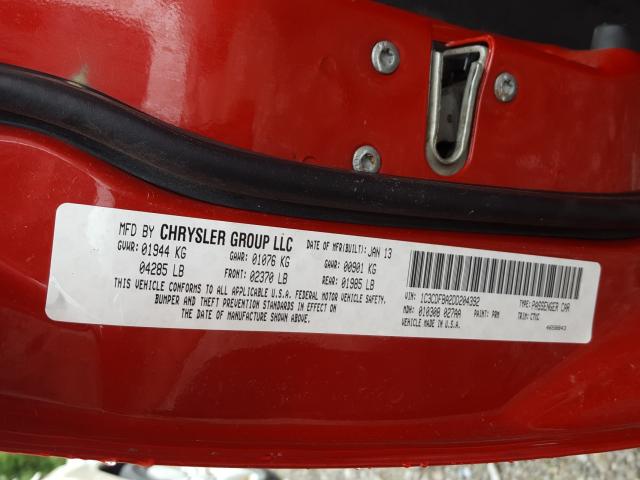 MFD BY CHRYSLER GROUP LLC DATE OF MFR(BUILT): JAN 13
GVWR: 01944 KG GAWR: 01076 KG GAWR: 00901 KG
04285 LB FRONT: 02370 LB REAR: 01985 LB
THIS VEHICLE CONFORMS TO ALL APPLICABLE U.S.A. FEDERAL MOTOR VEHICLE SAFETY,
BUMPER AND THEFT PREVENTION STANDARDS IN EFFECT ON
THE DATE OF MANUFACTURE SHOWN ABOVE.
VIN: 1C3CDFBA2DD204392 TYPE: PASSENGER CAR
MDH: 010308 027AA PAINT: PRM TRIM:
VEHICLE MADE IN U.S.A.